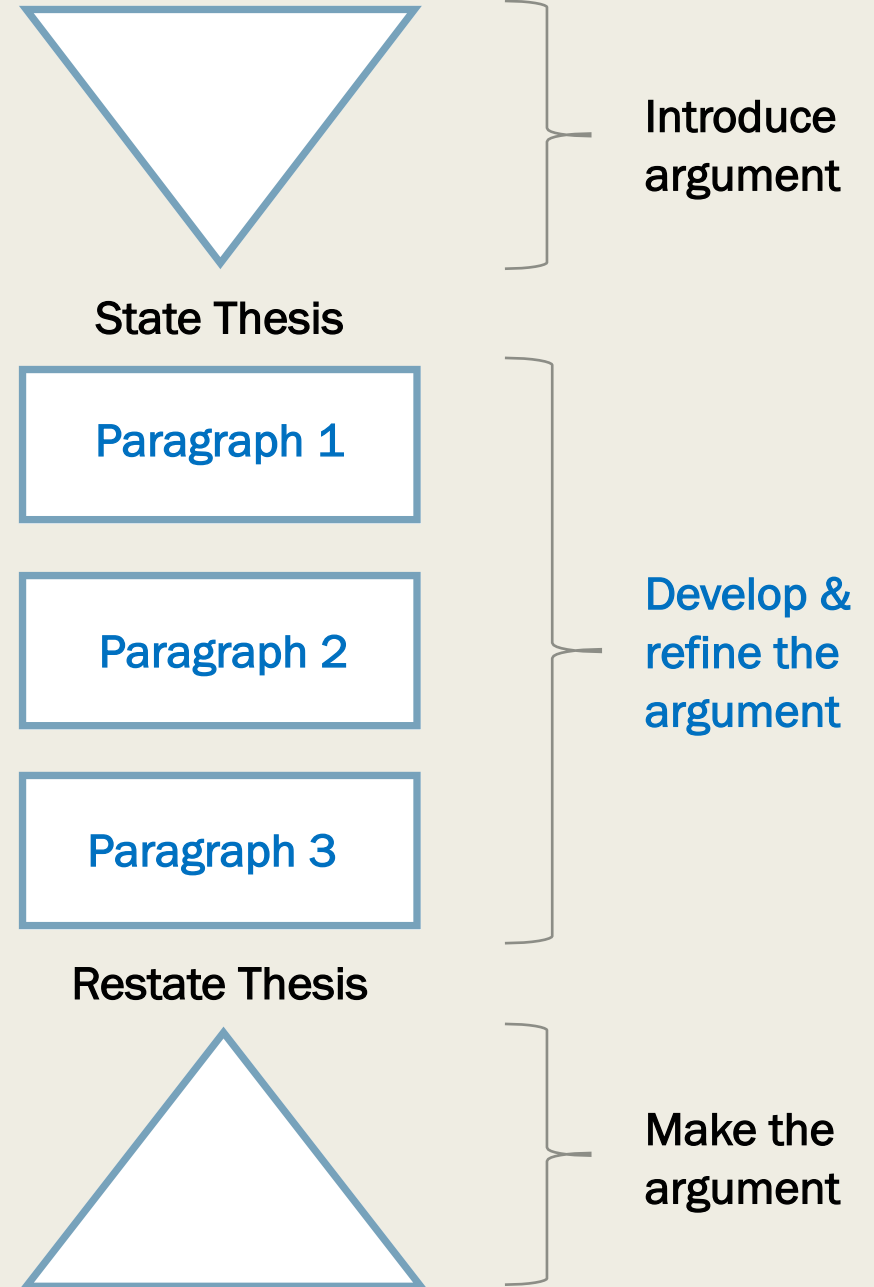 Introduce
argument
State Thesis
Paragraph 1
Paragraph 2
Develop &
refine the
argument
Paragraph 3
Restate Thesis
Make the
argument